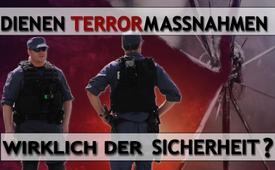 DIENEN TERRORMASSNAHMEN
WIRKLICH DER SICHERHEIT?